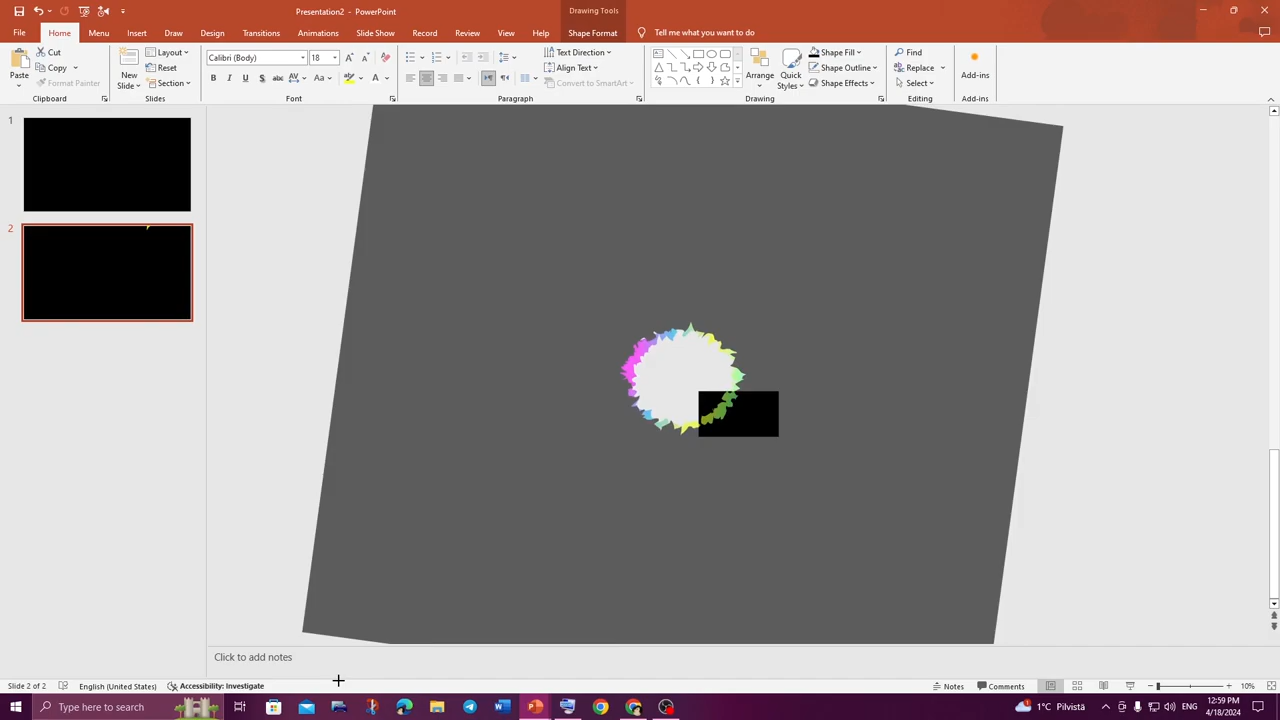 Presentation2 - PowerPoint
Drawing Tools
File
Home
Menu
Insert
Draw
Design
Transitions
Animations
Slide Show
Record
Review
View
Help
Shape Format
Tell me what you want to do
Paste
Cut
Copy
Format Painter
Clipboard
New Slide
Layout
Reset
Section
Slides
Calibri (Body)
18
Font
Text Direction
Align Text
Convert to SmartArt
Paragraph
Arrange
Quick Styles
Shape Fill
Shape Outline
Shape Effects
Drawing
Find
Replace
Select
Editing
Add-ins
Add-ins
1
2
Click to add notes
Slide 2 of 2
English (United States)
Accessibility: Investigate
Notes
Comments
10%
Type here to search
1°C Pilvistä
12:59 PM
4/18/2024